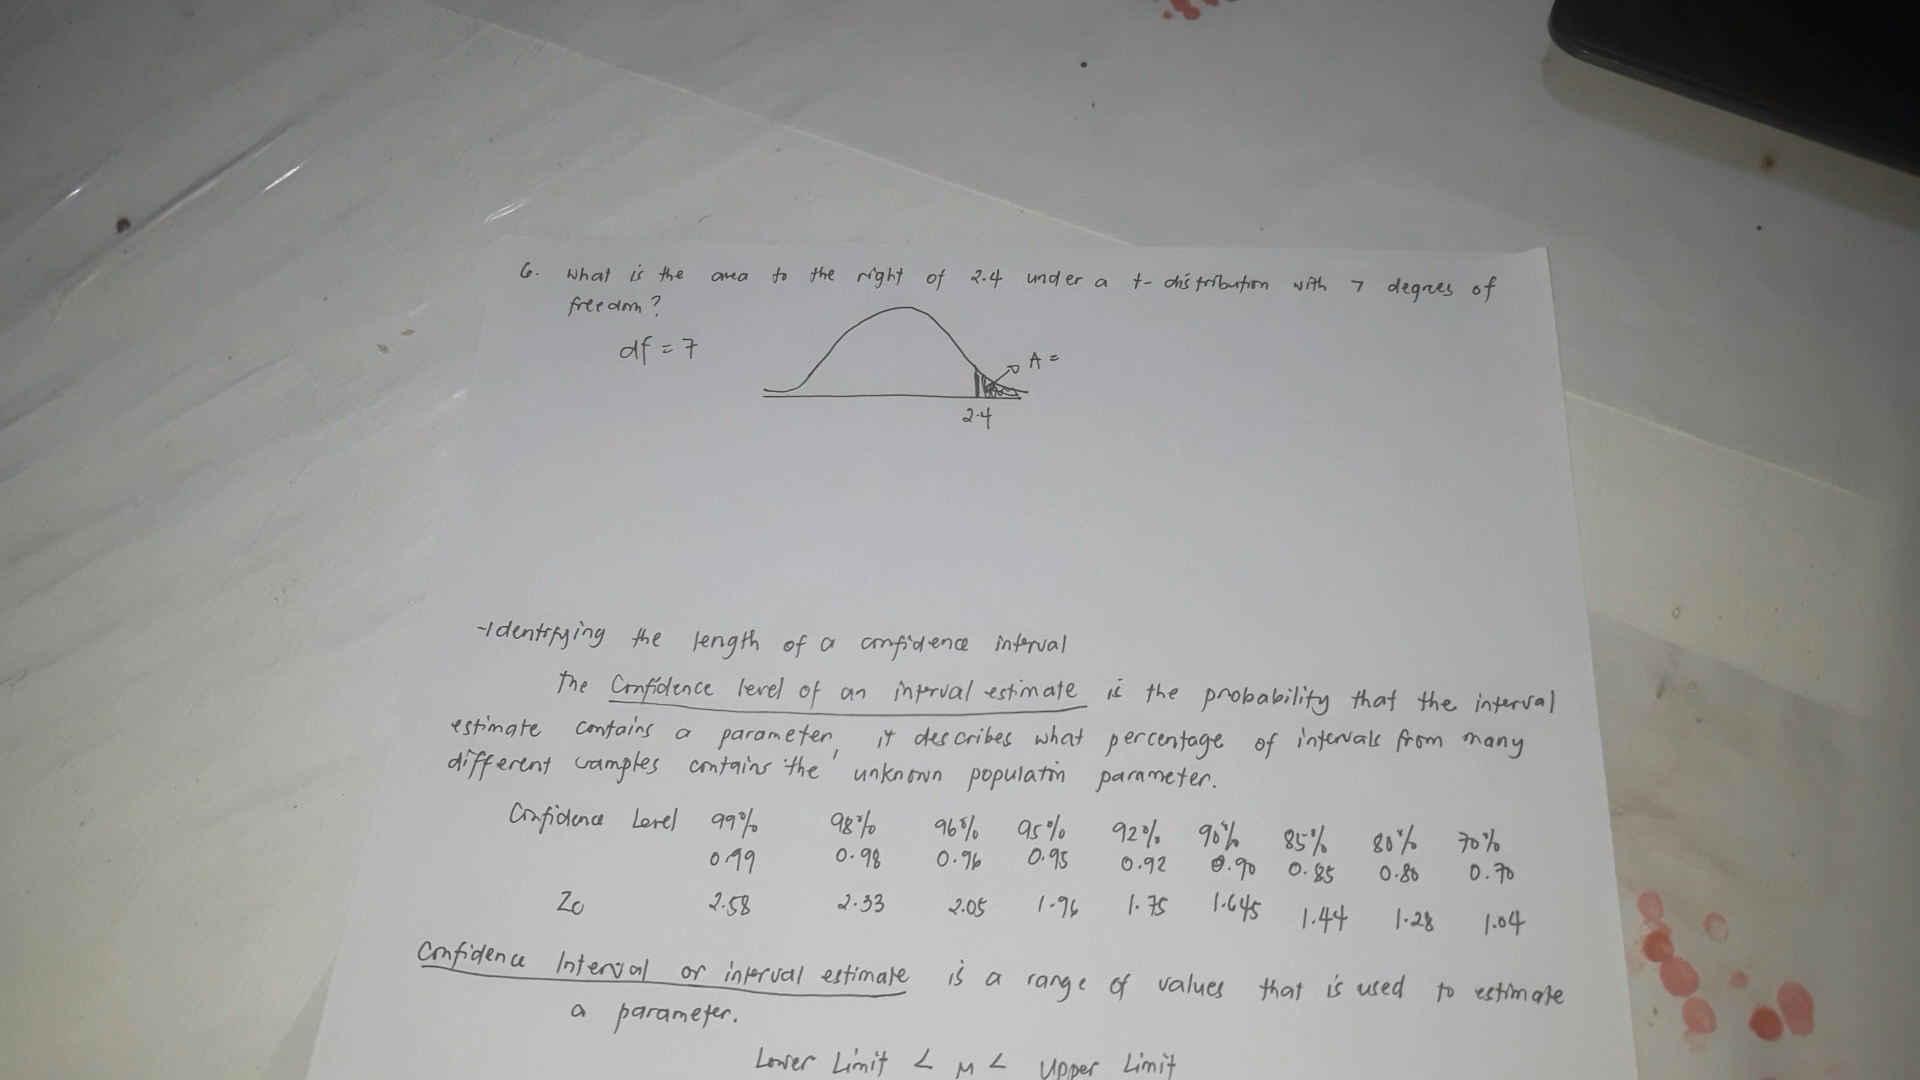 6. What is the area to the right of 2.4 under a t-distribution with 7 degrees of
freedom?
df = 7
A =
2.4
-Identifying the length of a confidence interval
The Confidence level of an interval estimate is the probability that the interval
estimate contains a parameter, it describes what percentage of intervals from many
different samples contains the unknown populatin parameter.
Confidence Level 99% 98% 96% 95% 92% 90% 85% 80% 70%
0.99 0.98 0.96 0.95 0.92 0.90 0.85 0.80 0.70
Zc 2.58 2.33 2.05 1.96 1.75 1.645 1.44 1.28 1.04
Confidence Interval or interval estimate is a range of values that is used to estimate
a parameter.
Lower Limit < M < Upper Limit